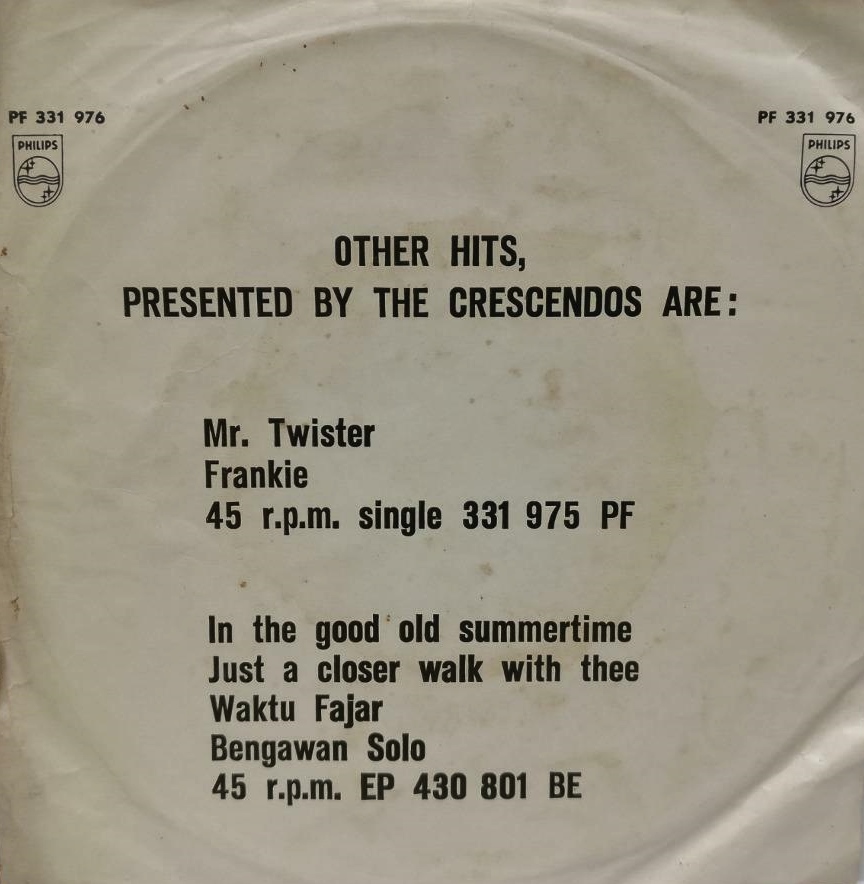 PF 331 976
PF 331 976
PHILIPS
PHILIPS
OTHER HITS,
PRESENTED BY THE CRESCENDOS ARE:
Mr. Twister
Frankie
45 r.p.m. single 331 975 PF
In the good old summertime
Just a closer walk with thee
Waktu Fajar
Bengawan Solo
45 r.p.m. EP 430 801 BE